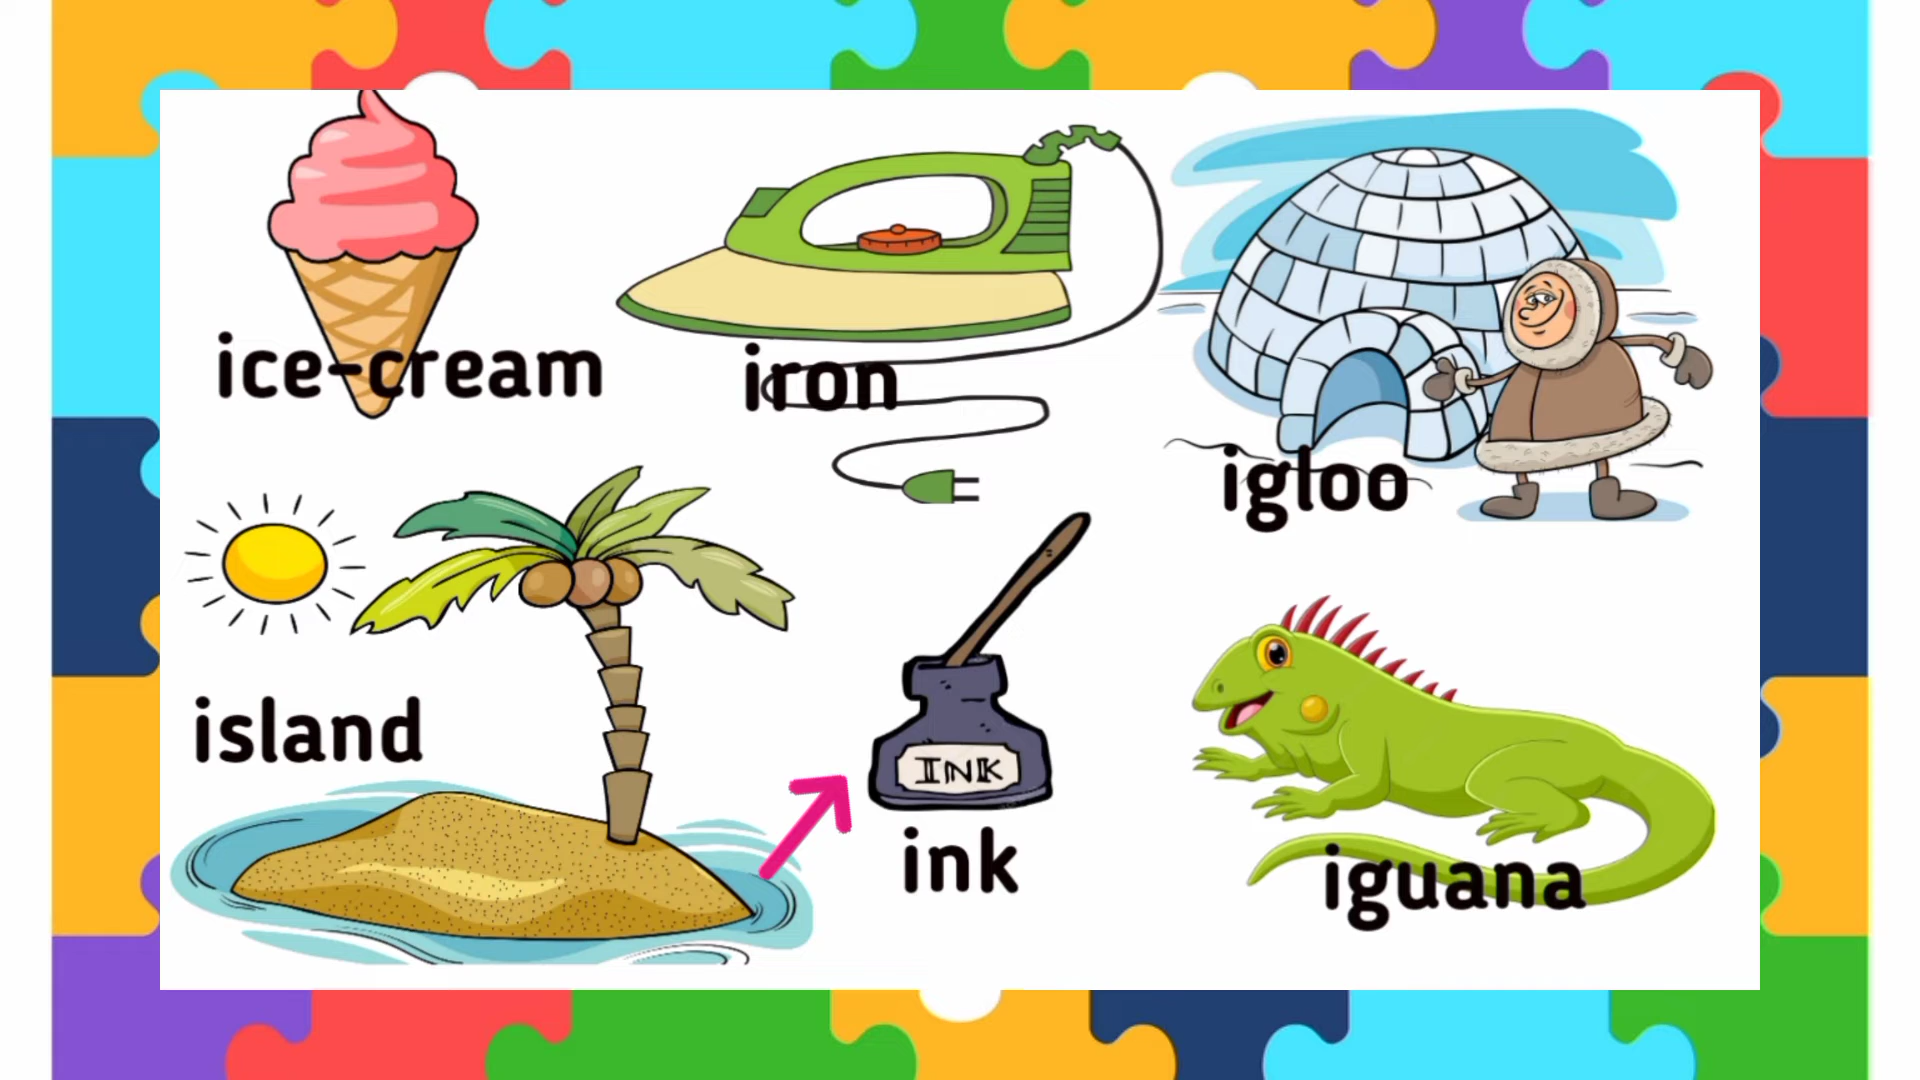 ice-cream
iron
igloo
island
INK
ink
iguana